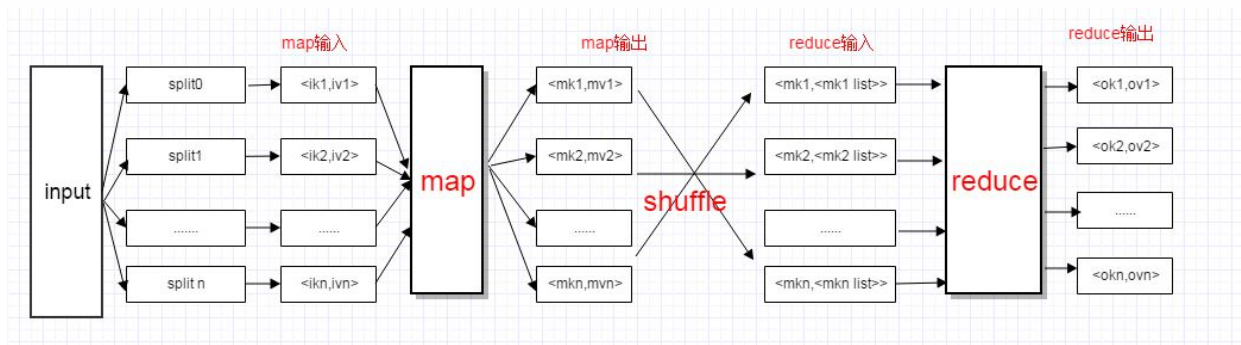 map输入
map输出
reduce输入
reduce输出
input
split0
<ik1,iv1>
<mk1,mv1>
<mk1,<mk1 list>>
<ok1,ov1>
split1
<ik2,iv2>
map
<mk2,mv2>
shuffle
<mk2,<mk2 list>>
reduce
<ok2,ov2>
.......
......
......
......
......
split n
<ikn,ivn>
<mkn,mvn>
<mkn,<mkn list>>
<okn,ovn>